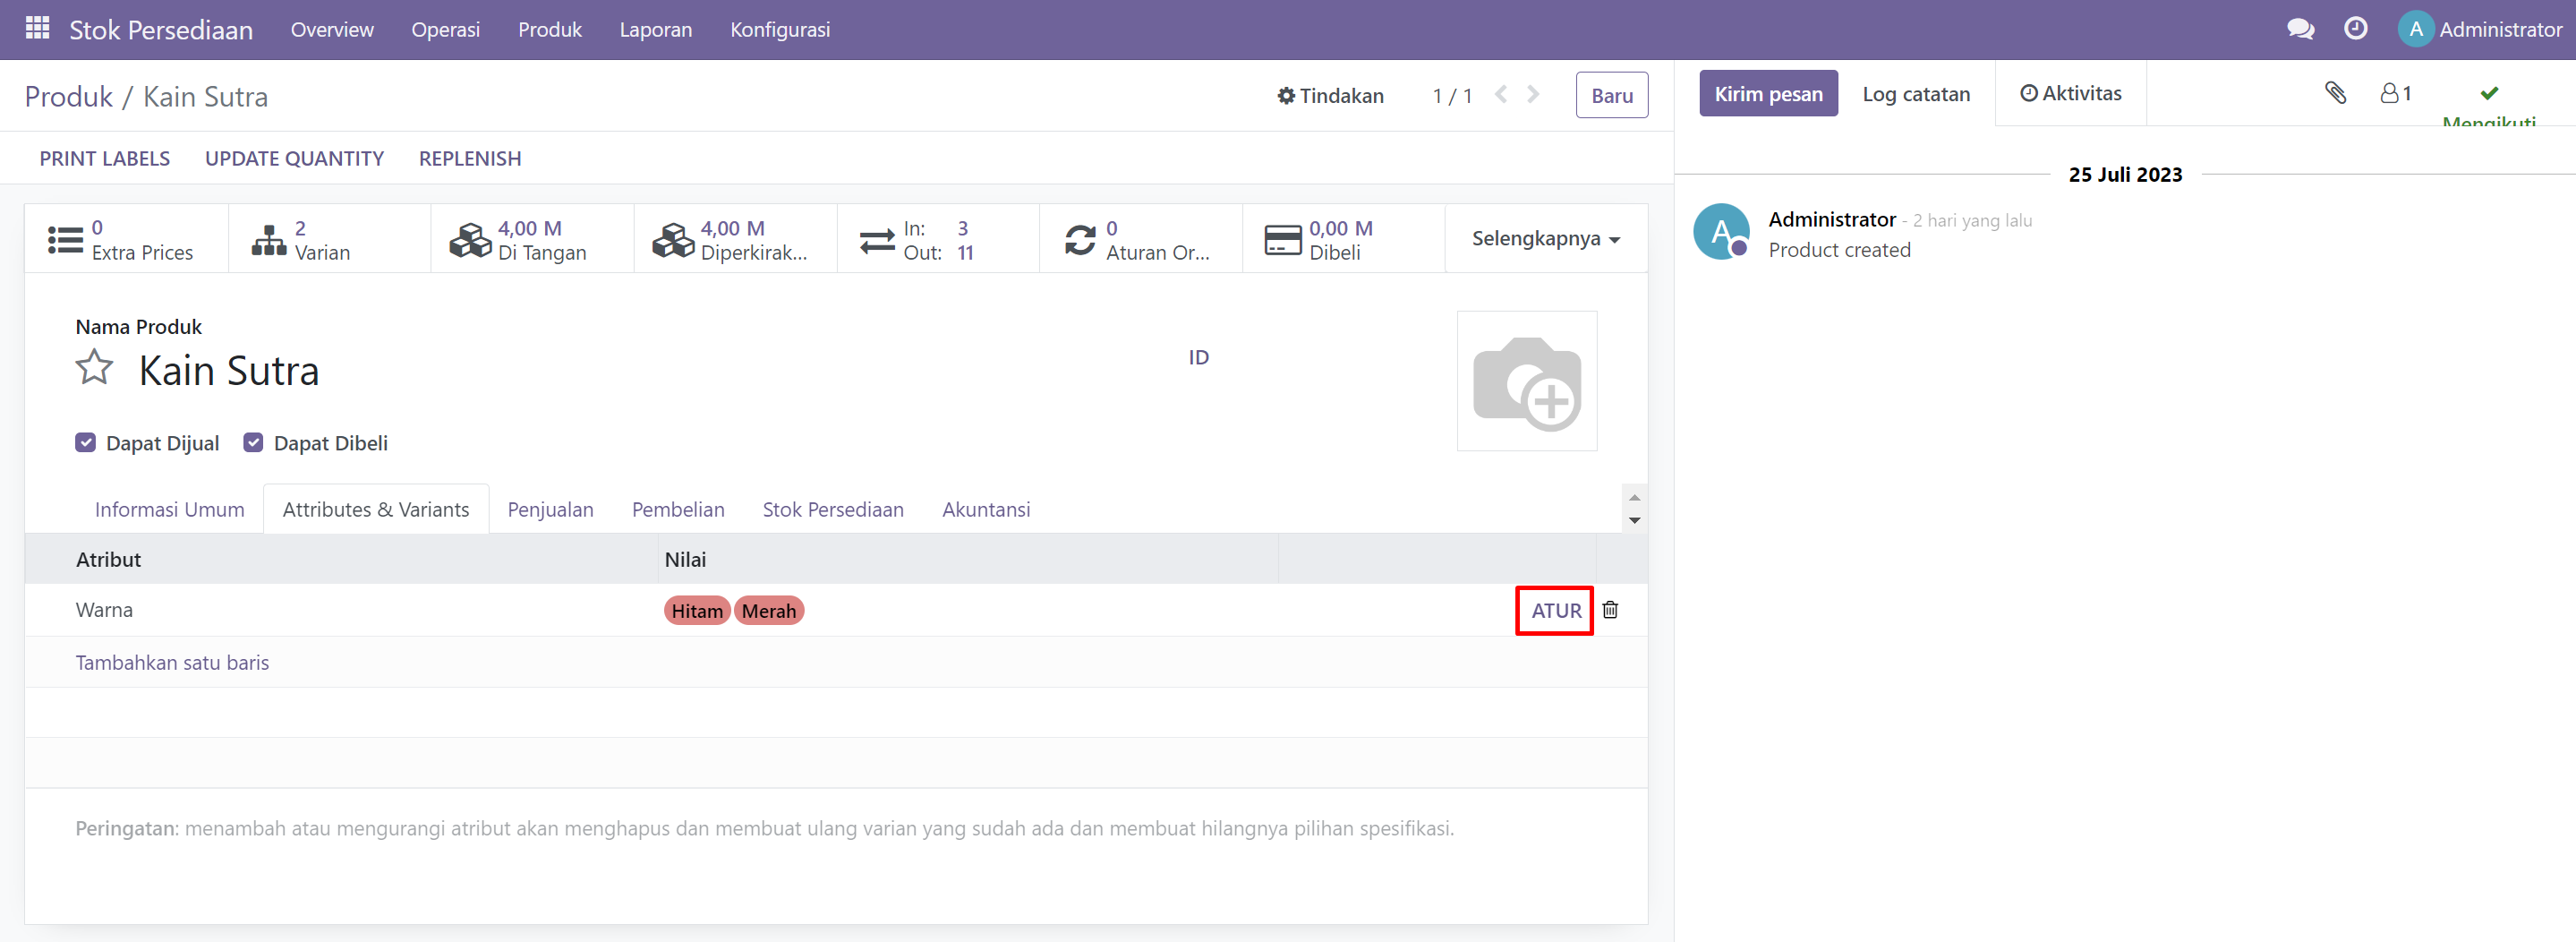 Stok Persediaan Overview Operasi Produk Laporan Konfigurasi A Administrator
Produk / Kain Sutra Tindakan 1 / 1 Baru
PRINT LABELS UPDATE QUANTITY REPLENISH
0
Extra Prices
2
Varian
4,00 M
Di Tangan
4,00 M
Diperkirak...
In: 3
Out: 11
0
Aturan Or...
0,00 M
Dibeli
Selengkapnya
Nama Produk
Kain Sutra
ID
Dapat Dijual Dapat Dibeli
Informasi Umum Attributes & Variants Penjualan Pembelian Stok Persediaan Akuntansi
Atribut Nilai
Warna Hitam Merah ATUR
Tambahkan satu baris
Peringatan: menambah atau mengurangi atribut akan menghapus dan membuat ulang varian yang sudah ada dan membuat hilangnya pilihan spesifikasi.
Kirim pesan Log catatan Aktivitas 1
Mengikuti
25 Juli 2023
A
Administrator - 2 hari yang lalu
Product created